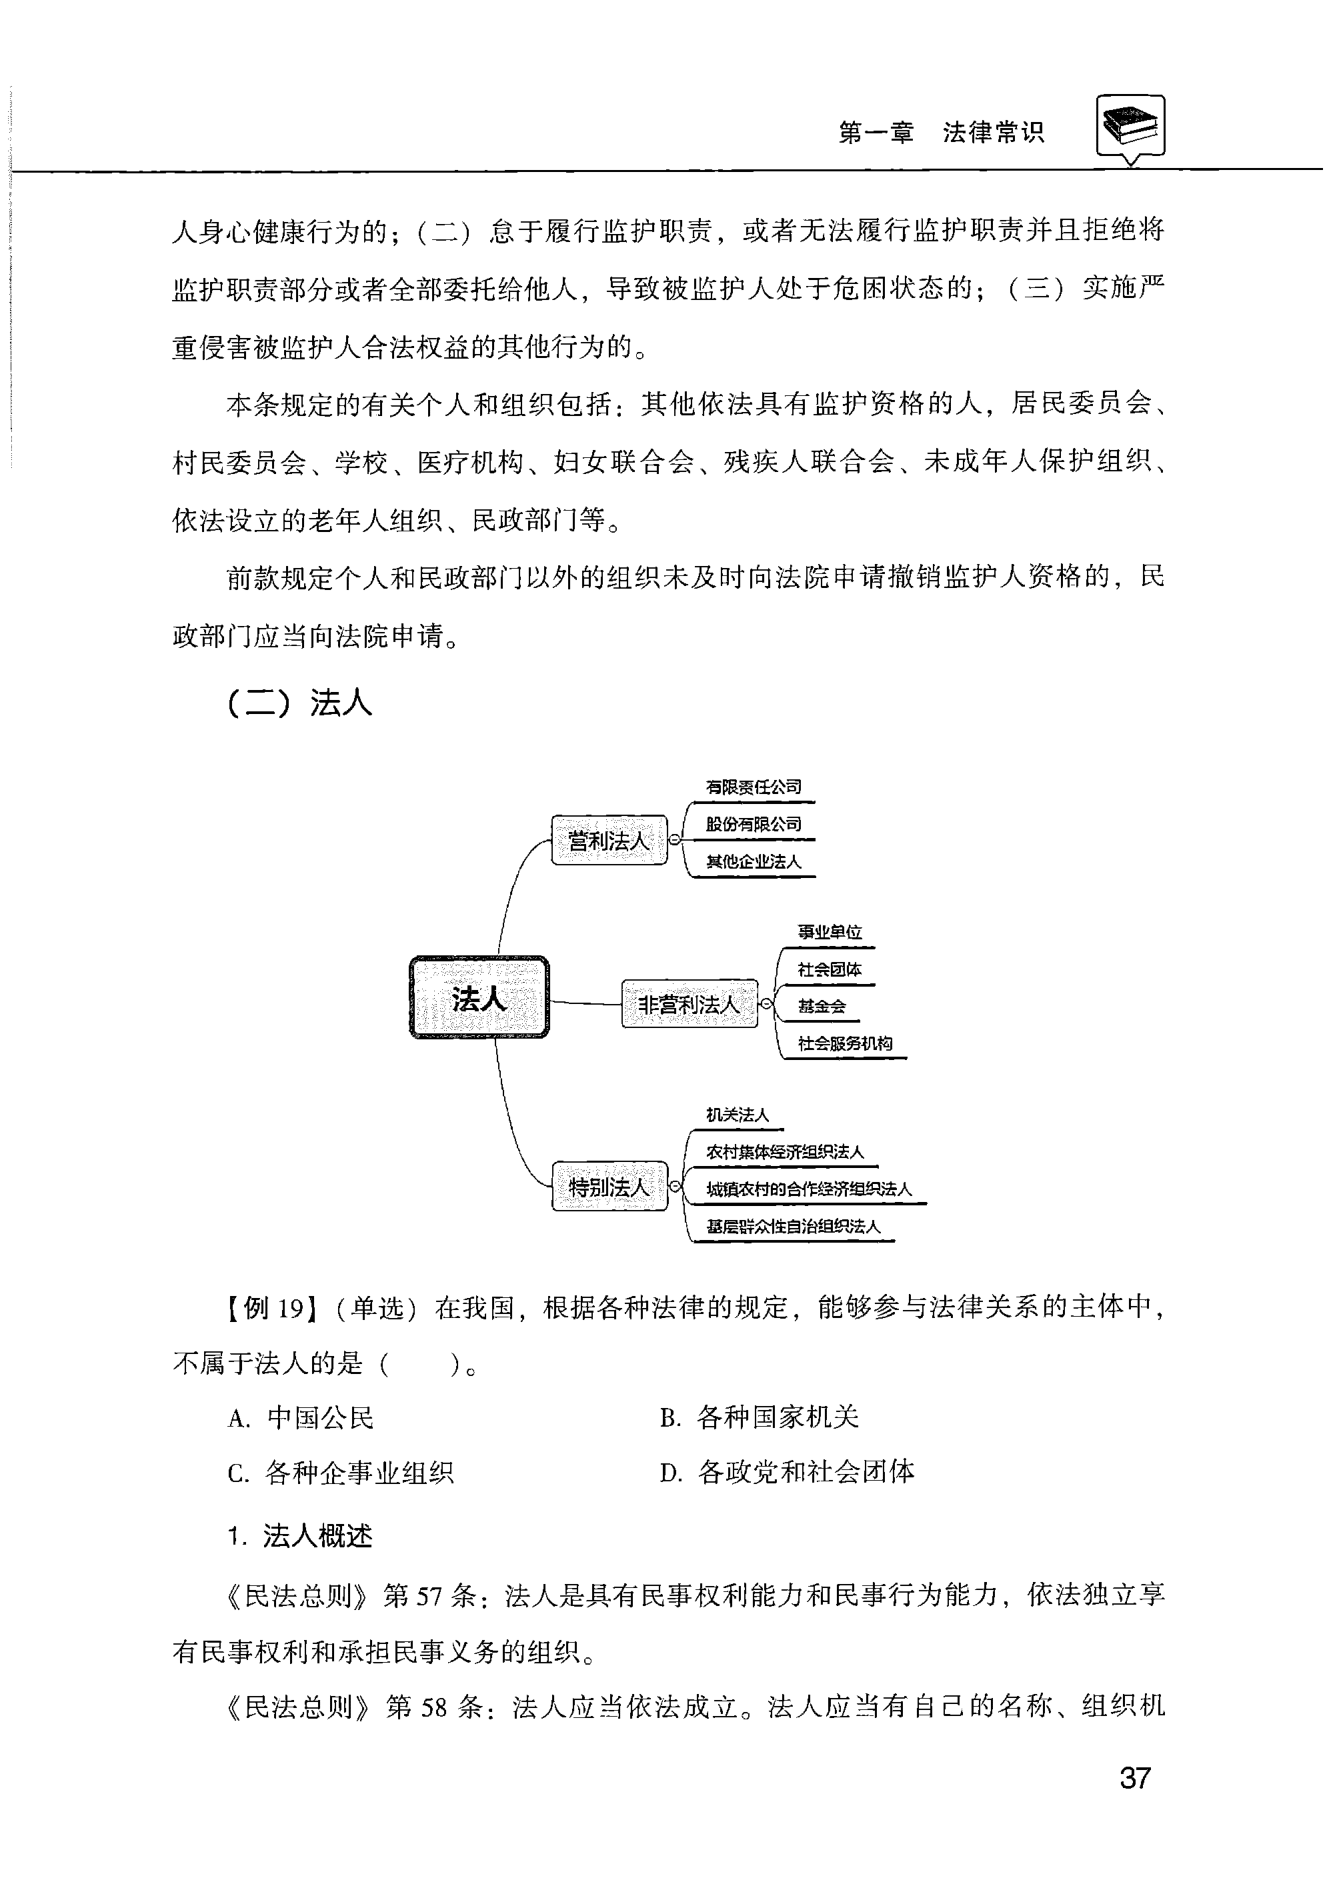 第一章 法律常识
人身心健康行为的；（二）怠于履行监护职责，或者无法履行监护职责并且拒绝将
监护职责部分或者全部委托给他人，导致被监护人处于危困状态的；（三）实施严
重侵害被监护人合法权益的其他行为的。
本条规定的有关个人和组织包括：其他依法具有监护资格的人，居民委员会、
村民委员会、学校、医疗机构、妇女联合会、残疾人联合会、未成年人保护组织、
依法设立的老年人组织、民政部门等。
前款规定个人和民政部门以外的组织未及时向法院申请撤销监护人资格的，民
政部门应当向法院申请。
（二）法人
法人
营利法人
有限责任公司
股份有限公司
其他企业法人
非营利法人
事业单位
社会团体
基金会
社会服务机构
特别法人
机关法人
农村集体经济组织法人
城镇农村的合作经济组织法人
基层群众性自治组织法人
【例 19】（单选）在我国，根据各种法律的规定，能够参与法律关系的主体中，
不属于法人的是（　　）。
A. 中国公民
B. 各种国家机关
C. 各种企事业组织
D. 各政党和社会团体
1. 法人概述
《民法总则》第 57 条：法人是具有民事权利能力和民事行为能力，依法独立享
有民事权利和承担民事义务的组织。
《民法总则》第 58 条：法人应当依法成立。法人应当有自己的名称、组织机
37